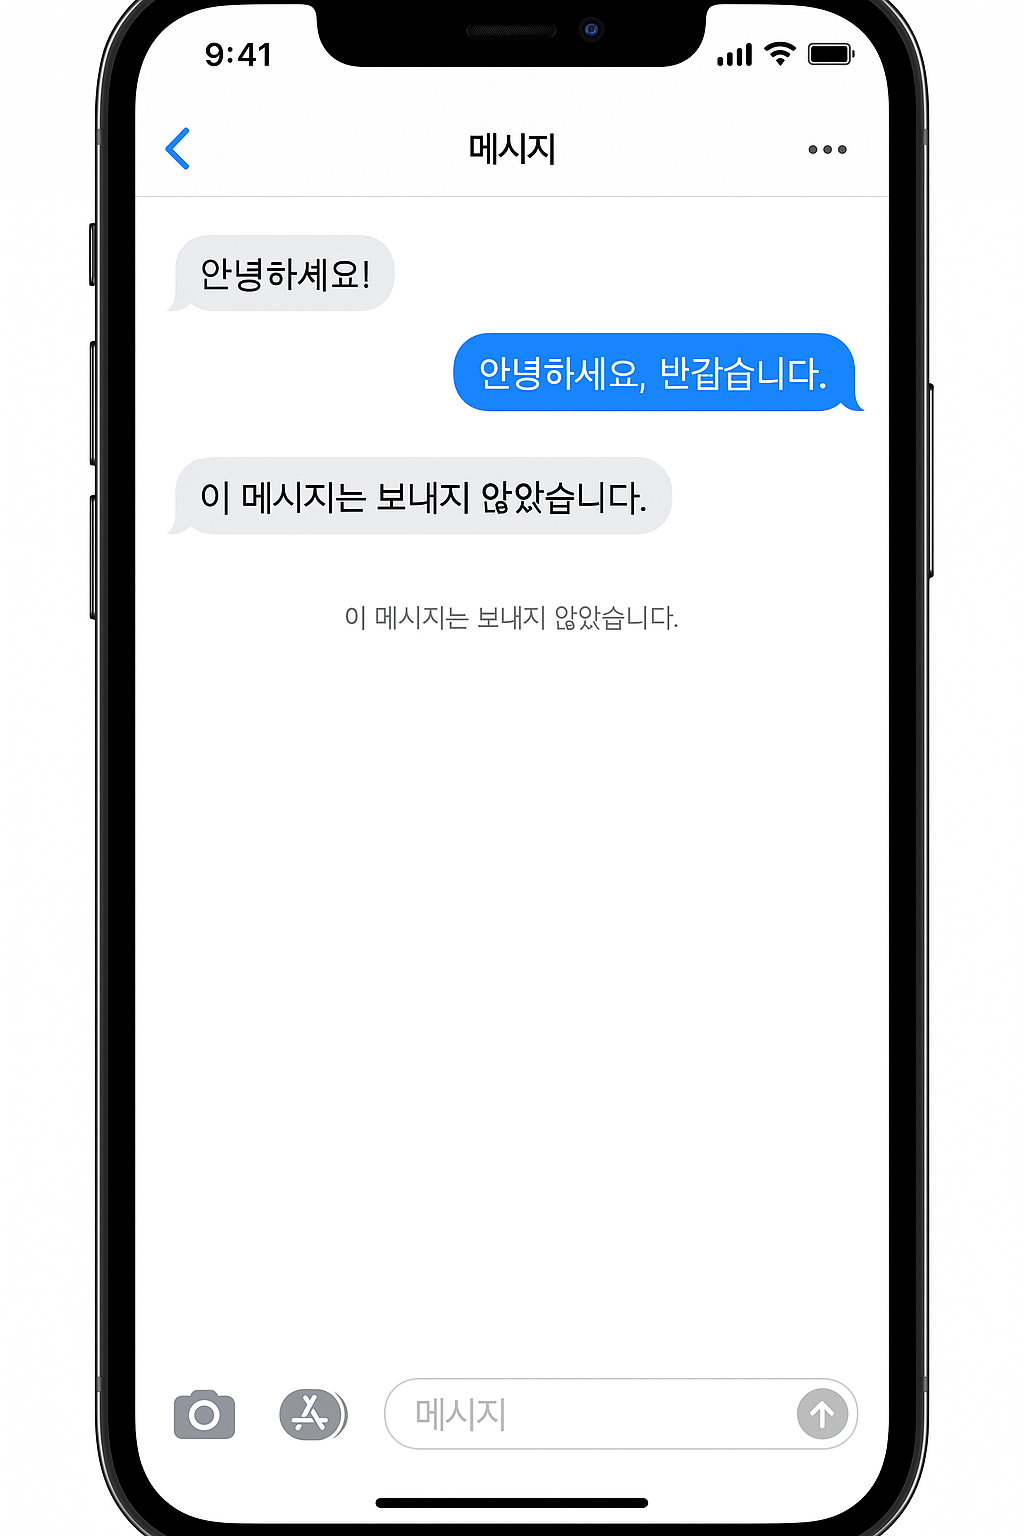 9:41
메시지
안녕하세요!
안녕하세요, 반갑습니다.
이 메시지는 보내지 않았습니다.
이 메시지는 보내지 않았습니다.
메시지